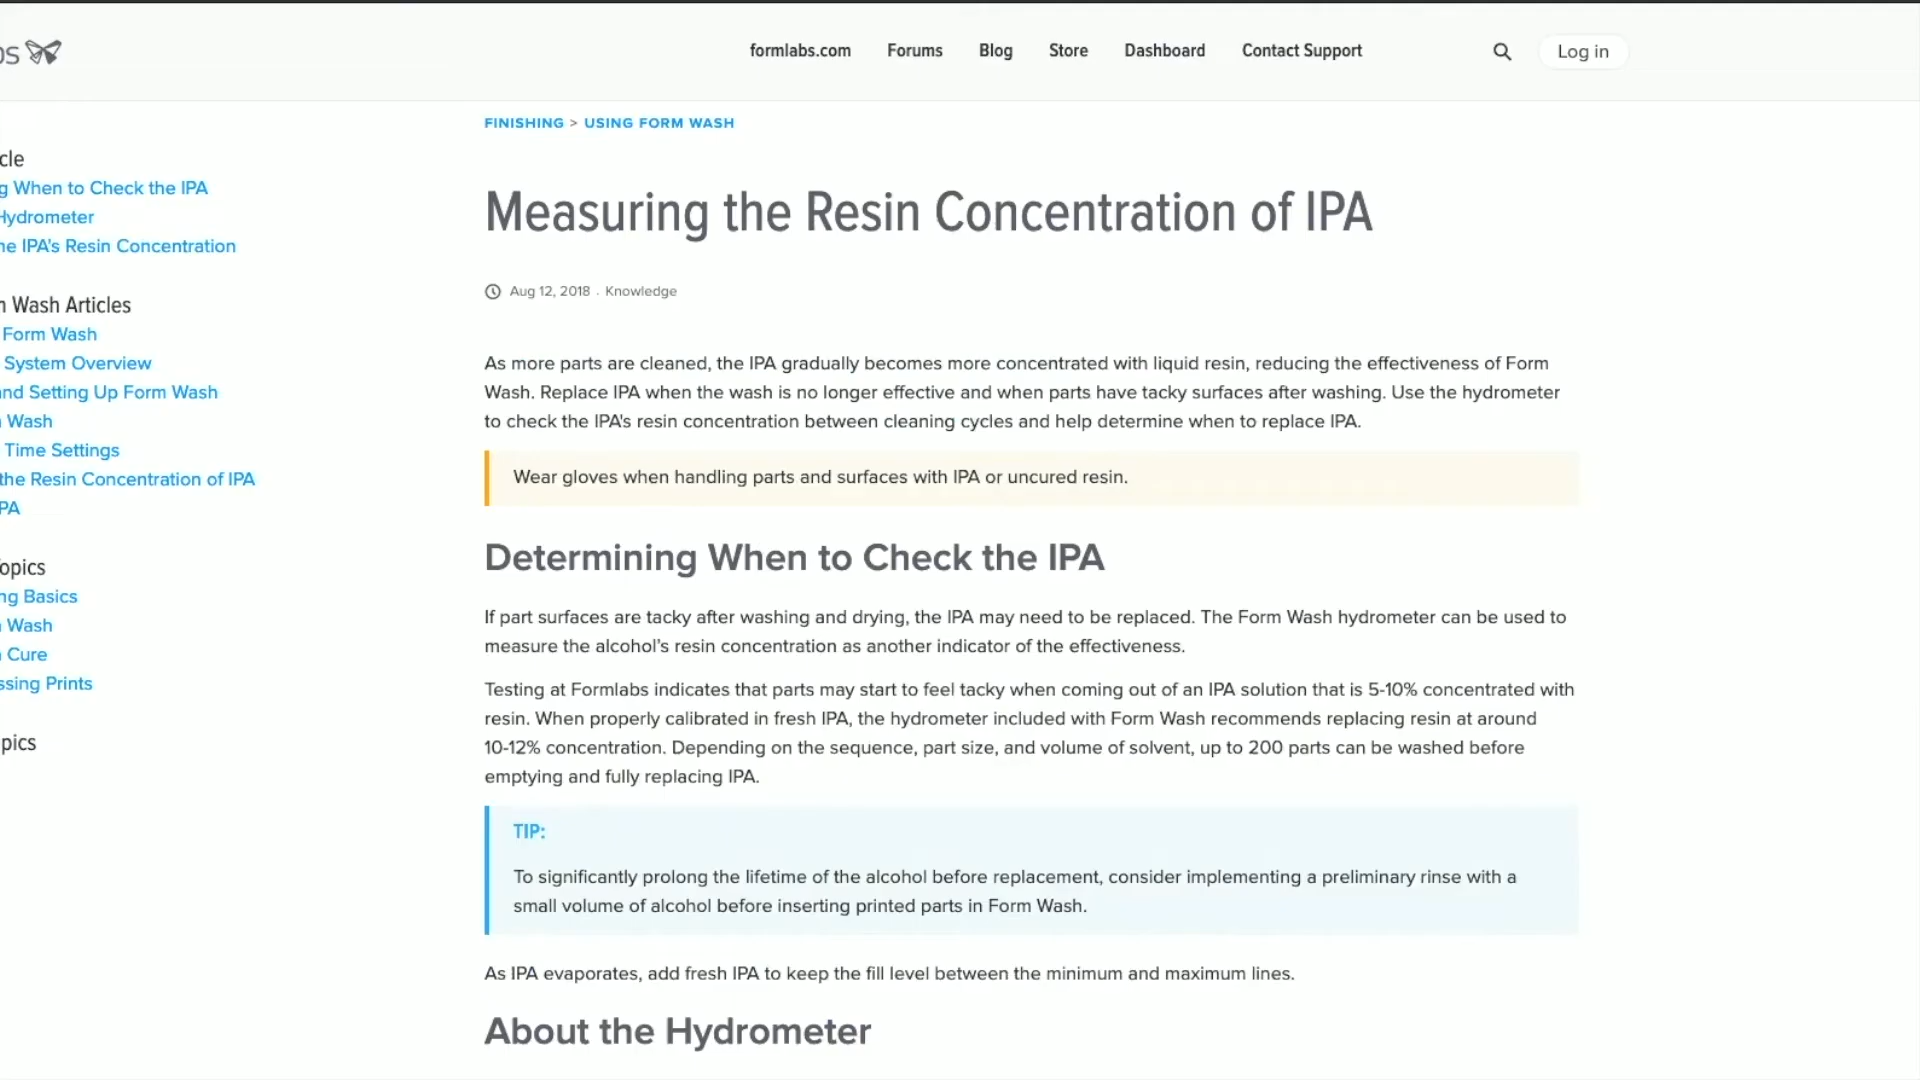 formlabs.com Forums Blog Store Dashboard Contact Support Log in
FINISHING > USING FORM WASH
When to Check the IPA
Hydrometer
IPA's Resin Concentration
Wash Articles
Form Wash
System Overview
Setting Up Form Wash
Wash
Time Settings
the Resin Concentration of IPA
Basics
Wash
Cure
Prints
Measuring the Resin Concentration of IPA
Aug 12, 2018 . Knowledge
As more parts are cleaned, the IPA gradually becomes more concentrated with liquid resin, reducing the effectiveness of Form
Wash. Replace IPA when the wash is no longer effective and when parts have tacky surfaces after washing. Use the hydrometer
to check the IPA's resin concentration between cleaning cycles and help determine when to replace IPA.
Wear gloves when handling parts and surfaces with IPA or uncured resin.
Determining When to Check the IPA
If part surfaces are tacky after washing and drying, the IPA may need to be replaced. The Form Wash hydrometer can be used to
measure the alcohol's resin concentration as another indicator of the effectiveness.
Testing at Formlabs indicates that parts may start to feel tacky when coming out of an IPA solution that is 5-10% concentrated with
resin. When properly calibrated in fresh IPA, the hydrometer included with Form Wash recommends replacing resin at around
10-12% concentration. Depending on the sequence, part size, and volume of solvent, up to 200 parts can be washed before
emptying and fully replacing IPA.
TIP:
To significantly prolong the lifetime of the alcohol before replacement, consider implementing a preliminary rinse with a
small volume of alcohol before inserting printed parts in Form Wash.
As IPA evaporates, add fresh IPA to keep the fill level between the minimum and maximum lines.
About the Hydrometer